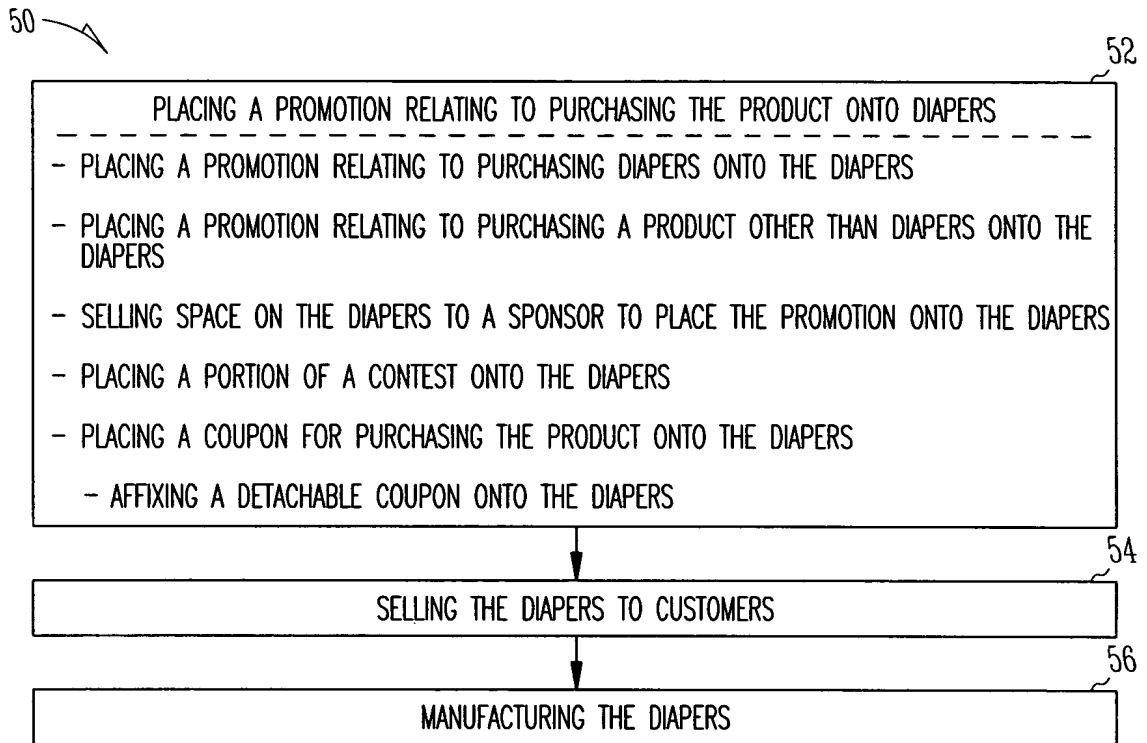 50
52
PLACING A PROMOTION RELATING TO PURCHASING THE PRODUCT ONTO DIAPERS
- PLACING A PROMOTION RELATING TO PURCHASING DIAPERS ONTO THE DIAPERS
- PLACING A PROMOTION RELATING TO PURCHASING A PRODUCT OTHER THAN DIAPERS ONTO THE
DIAPERS
- SELLING SPACE ON THE DIAPERS TO A SPONSOR TO PLACE THE PROMOTION ONTO THE DIAPERS
- PLACING A PORTION OF A CONTEST ONTO THE DIAPERS
- PLACING A COUPON FOR PURCHASING THE PRODUCT ONTO THE DIAPERS
- AFFIXING A DETACHABLE COUPON ONTO THE DIAPERS
54
SELLING THE DIAPERS TO CUSTOMERS
56
MANUFACTURING THE DIAPERS